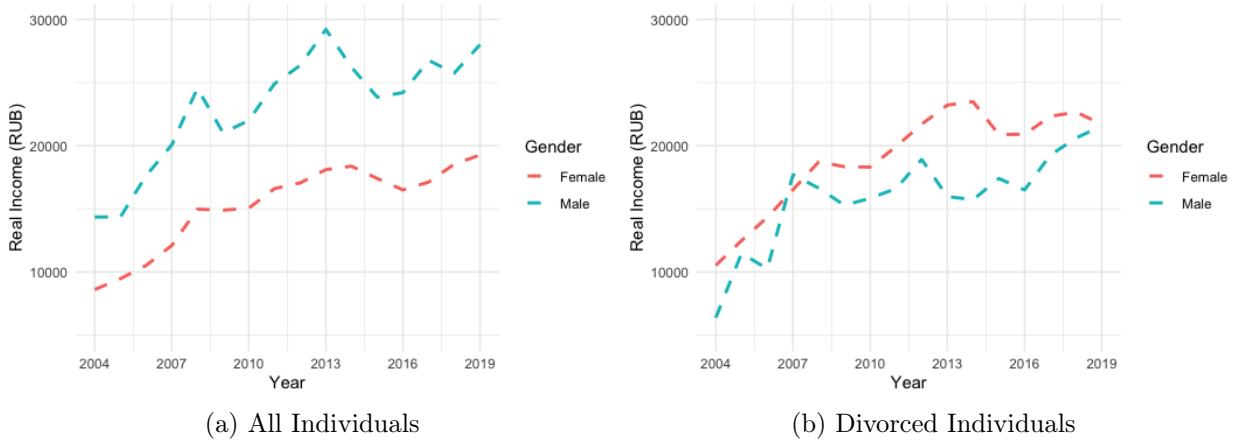 30000
20000
10000
Real Income (RUB)
2004
2007
2010
2013
2016
2019
Year
Gender
Female
Male
(a) All Individuals
30000
20000
10000
Real Income (RUB)
2004
2007
2010
2013
2016
2019
Year
Gender
Female
Male
(b) Divorced Individuals